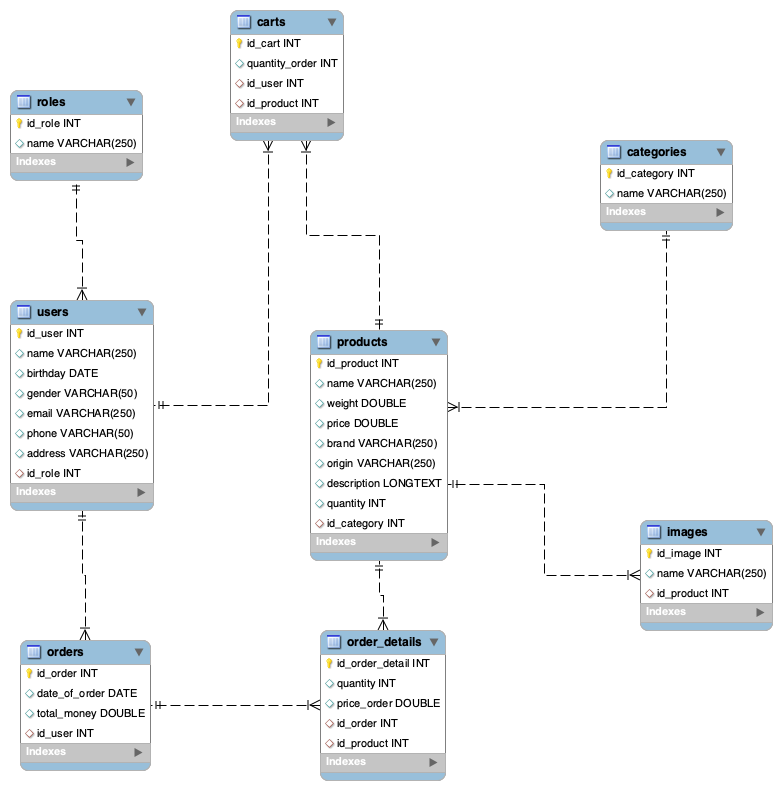 carts
id_cart INT
quantity_order INT
id_user INT
id_product INT
Indexes
roles
id_role INT
name VARCHAR(250)
Indexes
categories
id_category INT
name VARCHAR(250)
Indexes
users
id_user INT
name VARCHAR(250)
birthday DATE
gender VARCHAR(50)
email VARCHAR(250)
phone VARCHAR(50)
address VARCHAR(250)
id_role INT
Indexes
products
id_product INT
name VARCHAR(250)
weight DOUBLE
price DOUBLE
brand VARCHAR(250)
origin VARCHAR(250)
description LONGTEXT
quantity INT
id_category INT
Indexes
images
id_image INT
name VARCHAR(250)
id_product INT
Indexes
orders
id_order INT
date_of_order DATE
total_money DOUBLE
id_user INT
Indexes
order_details
id_order_detail INT
quantity INT
price_order DOUBLE
id_order INT
id_product INT
Indexes